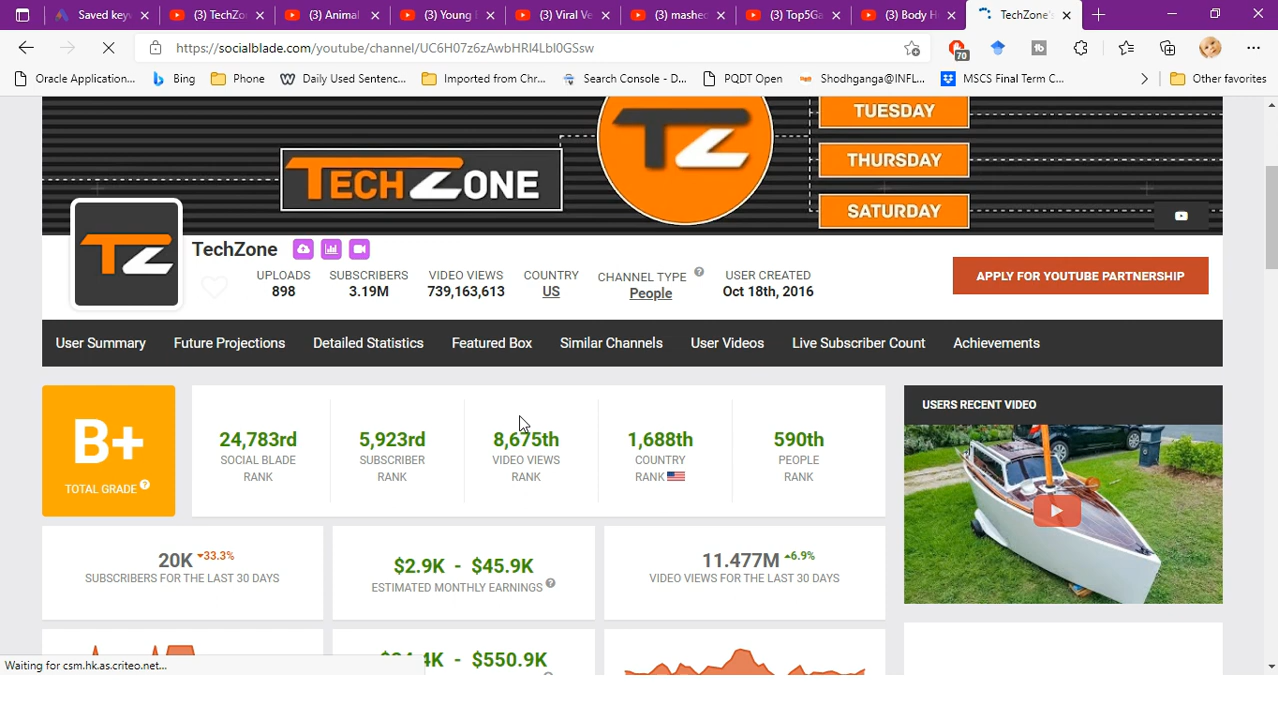 Saved key
(3) TechZo
(3) Animal
(3) Young
(3) Viral Ve
(3) mashed
(3) Top5Ga
(3) Body H
TechZone's
https://socialblade.com/youtube/channel/UC6H07z6zAwbHRl4LbI0GSsw
70
Oracle Application...
Bing
Phone
Daily Used Sentenc...
Imported from Chr...
Search Console - D...
PQDT Open
Shodhganga@INFL...
MSCS Final Term C...
Other favorites
TUESDAY
THURSDAY
SATURDAY
TZ
TECHZONE
TZ
TechZone
UPLOADS
898
SUBSCRIBERS
3.19M
VIDEO VIEWS
739,163,613
COUNTRY
US
CHANNEL TYPE
People
USER CREATED
Oct 18th, 2016
APPLY FOR YOUTUBE PARTNERSHIP
User Summary
Future Projections
Detailed Statistics
Featured Box
Similar Channels
User Videos
Live Subscriber Count
Achievements
B+
TOTAL GRADE
24,783rd
SOCIAL BLADE
RANK
5,923rd
SUBSCRIBER
RANK
8,675th
VIDEO VIEWS
RANK
1,688th
COUNTRY
RANK
590th
PEOPLE
RANK
USERS RECENT VIDEO
20K -33.3%
SUBSCRIBERS FOR THE LAST 30 DAYS
$2.9K - $45.9K
ESTIMATED MONTHLY EARNINGS
11.477M 6.9%
VIDEO VIEWS FOR THE LAST 30 DAYS
- $550.9K
Waiting for csm.hk.as.criteo.net...